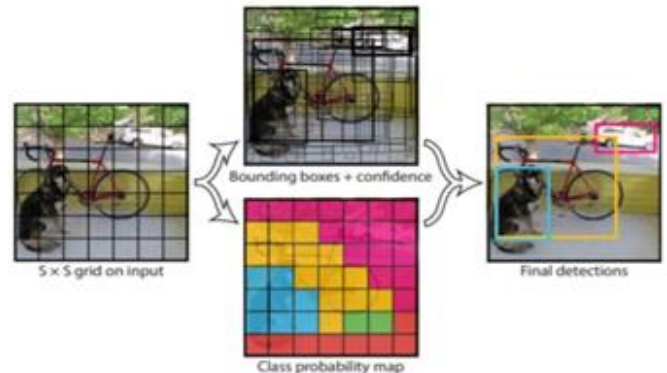 S × S grid on input
Bounding boxes + confidence
Class probability map
Final detections